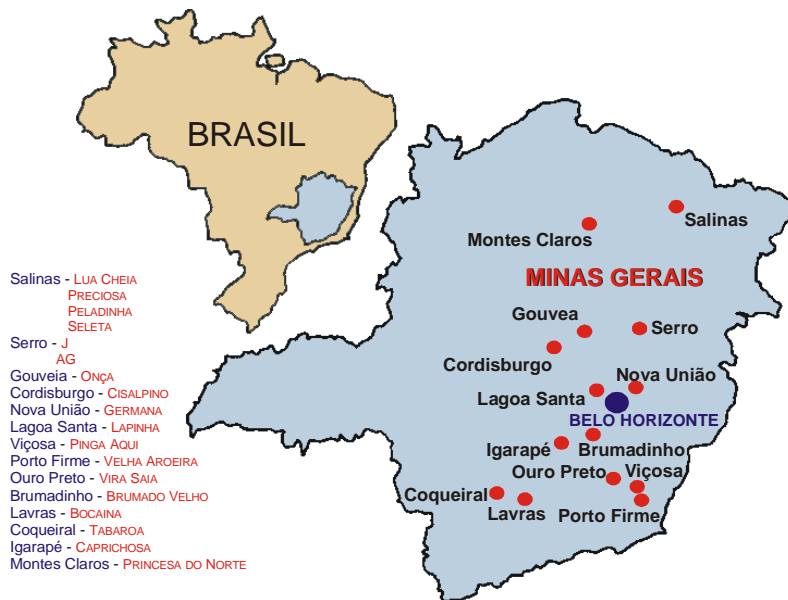 BRASIL
Salinas
Montes Claros
MINAS GERAIS
Gouvea
Serro
Cordisburgo
Nova União
Lagoa Santa
BELO HORIZONTE
Igarapé
Brumadinho
Ouro Preto
Viçosa
Coqueiral
Lavras
Porto Firme
Salinas - LUA CHEIA
PRECIOSA
PELADINHA
SELETA
Serro - J
AG
Gouveia - ONÇA
Cordisburgo - CISALPINO
Nova União - GERMANA
Lagoa Santa - LAPINHA
Viçosa - PINGA AQUI
Porto Firme - VELHA AROEIRA
Ouro Preto - VIRA SAIA
Brumadinho - BRUMADO VELHO
Lavras - BOCAINA
Coqueiral - TABAROA
Igarapé - CAPRICHOSA
Montes Claros - PRINCESA DO NORTE